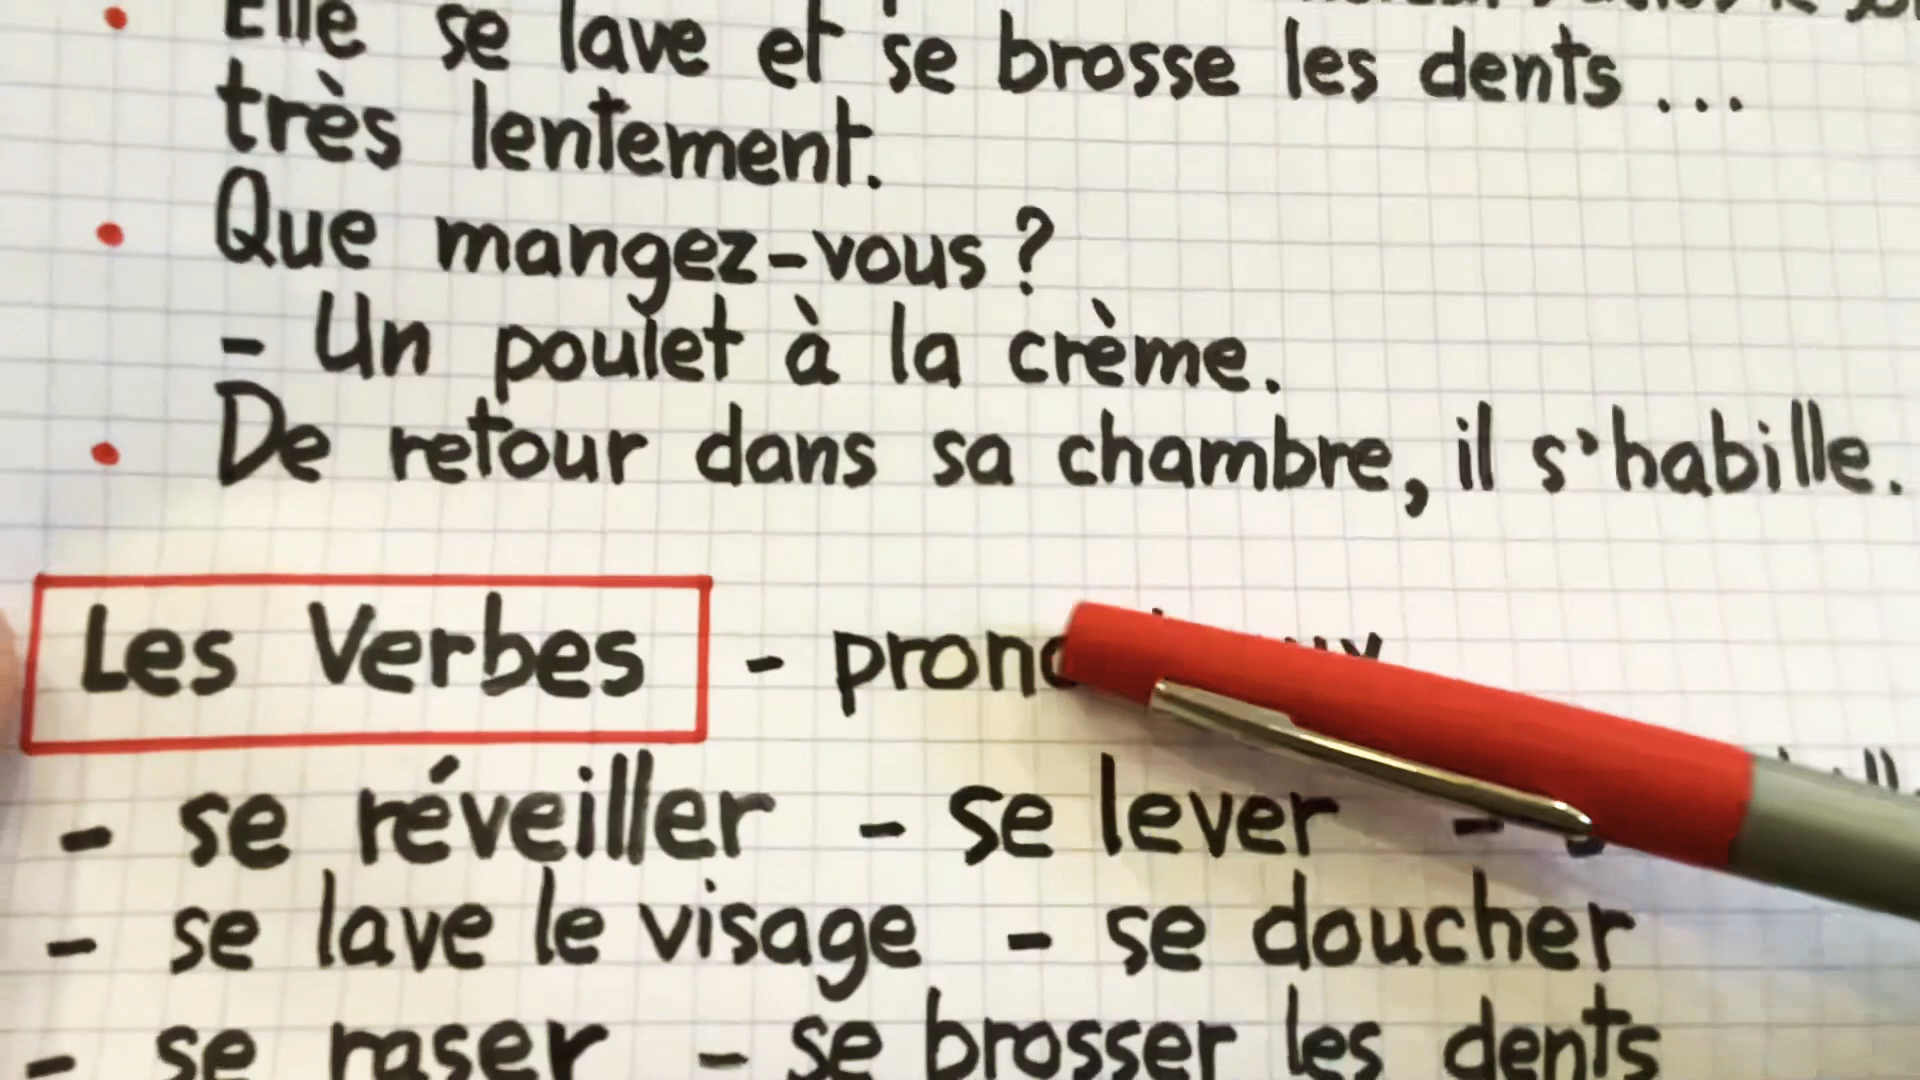 Elle se lave et se brosse les dents ...
très lentement.
Que mangez-vous ?
- Un poulet à la crème.
De retour dans sa chambre, il s'habille.
Les Verbes -
- se réveiller - se lever -
- se lave le visage - se doucher
- se raser - se brosser les dents